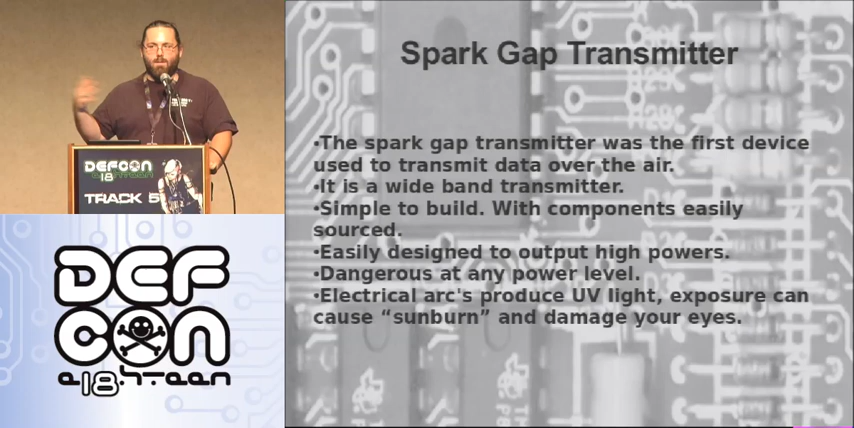 DEFCON
18
TRACK 5
DEF
CON
e18hteen
Spark Gap Transmitter
•The spark gap transmitter was the first device
used to transmit data over the air.
•It is a wide band transmitter.
•Simple to build. With components easily
sourced.
•Easily designed to output high powers.
•Dangerous at any power level.
•Electrical arc's produce UV light, exposure can
cause “sunburn” and damage your eyes.